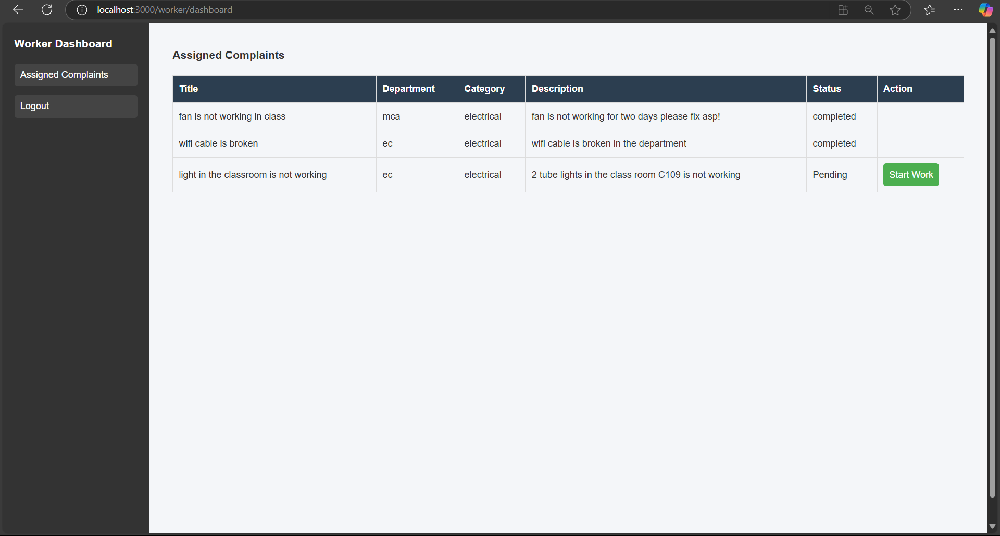 localhost:3000/worker/dashboard
Worker Dashboard
Assigned Complaints
Logout
Assigned Complaints
Title Department Category Description Status Action
fan is not working in class mca electrical fan is not working for two days please fix asp! completed
wifi cable is broken ec electrical wifi cable is broken in the department completed
light in the classroom is not working ec electrical 2 tube lights in the class room C109 is not working Pending Start Work